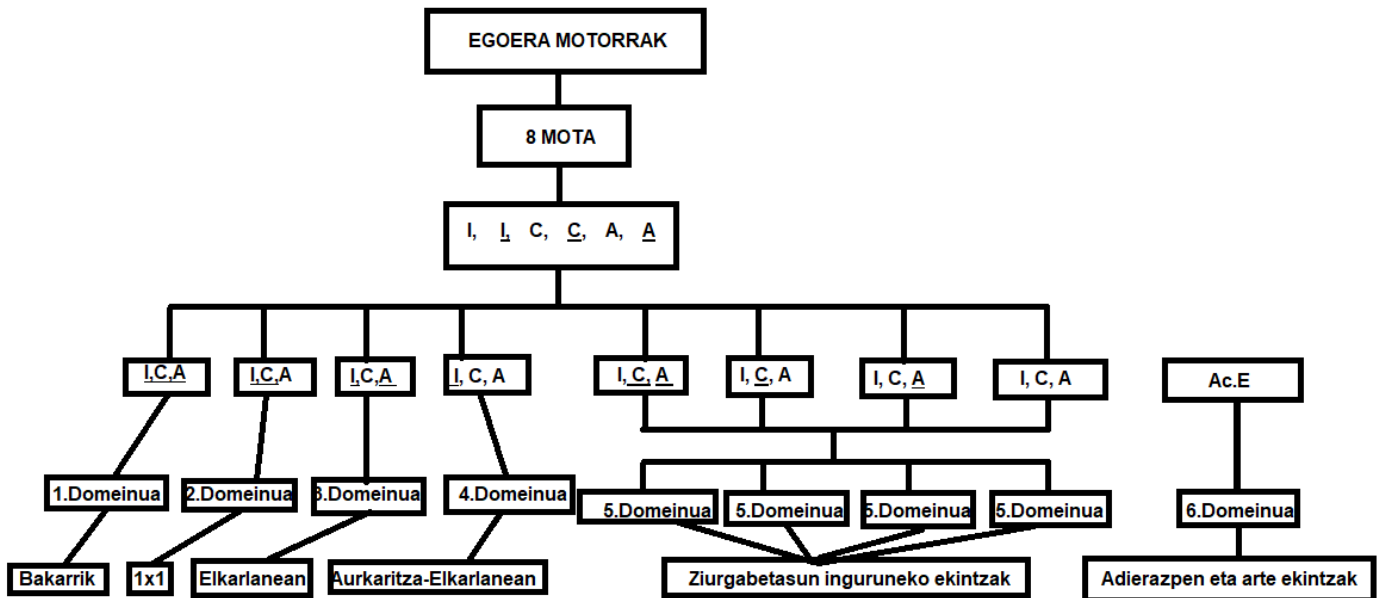 EGOERA MOTORRAK
8 MOTA
I, I, C, C, A, A
I,C,A
I,C,A
I,C,A
I, C, A
I, C, A
I, C, A
I, C, A
I, C, A
Ac.E
1.Domeinua
2.Domeinua
3.Domeinua
4.Domeinua
5.Domeinua
5.Domeinua
5.Domeinua
5.Domeinua
6.Domeinua
Bakarrik
1x1
Elkarlanean
Aurkaritza-Elkarlanean
Ziurgabetasun inguruneko ekintzak
Adierazpen eta arte ekintzak